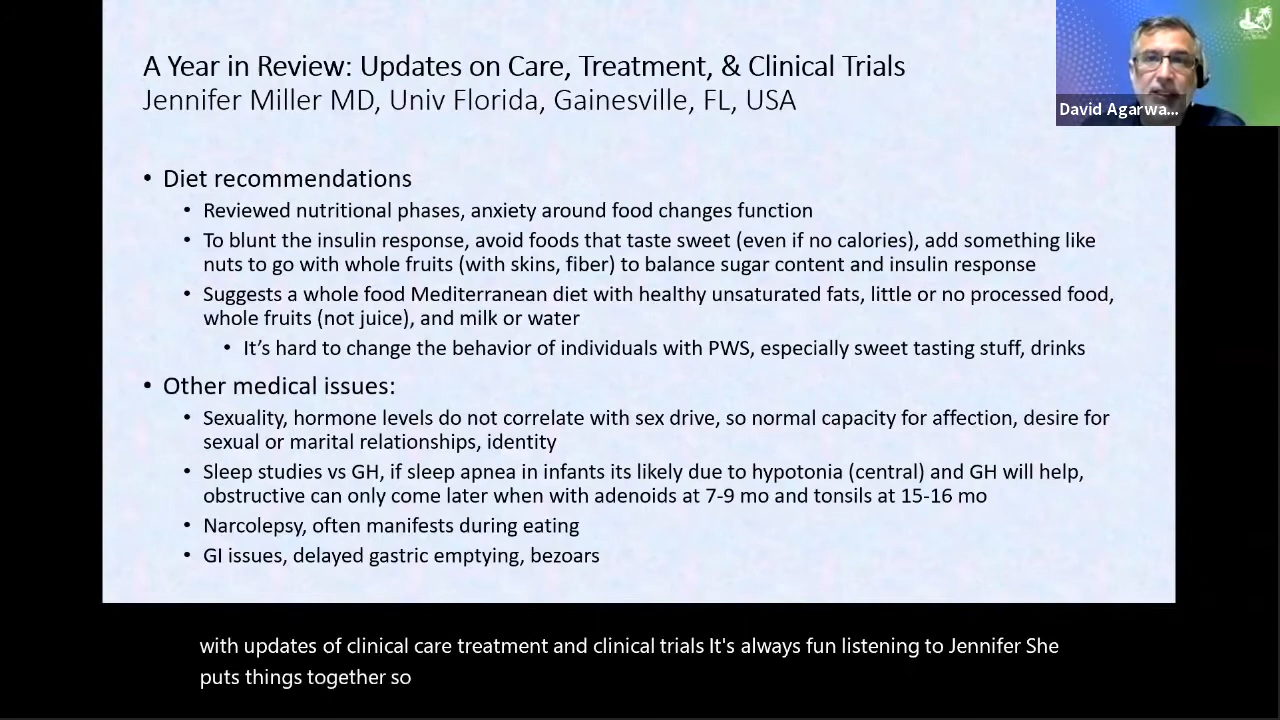 A Year in Review: Updates on Care, Treatment, & Clinical Trials
Jennifer Miller MD, Univ Florida, Gainesville, FL, USA
David Agarwa...
• Diet recommendations
• Reviewed nutritional phases, anxiety around food changes function
• To blunt the insulin response, avoid foods that taste sweet (even if no calories), add something like
nuts to go with whole fruits (with skins, fiber) to balance sugar content and insulin response
• Suggests a whole food Mediterranean diet with healthy unsaturated fats, little or no processed food,
whole fruits (not juice), and milk or water
• It's hard to change the behavior of individuals with PWS, especially sweet tasting stuff, drinks
• Other medical issues:
• Sexuality, hormone levels do not correlate with sex drive, so normal capacity for affection, desire for
sexual or marital relationships, identity
• Sleep studies vs GH, if sleep apnea in infants its likely due to hypotonia (central) and GH will help,
obstructive can only come later when with adenoids at 7-9 mo and tonsils at 15-16 mo
• Narcolepsy, often manifests during eating
• GI issues, delayed gastric emptying, bezoars
with updates of clinical care treatment and clinical trials It's always fun listening to Jennifer She
puts things together so